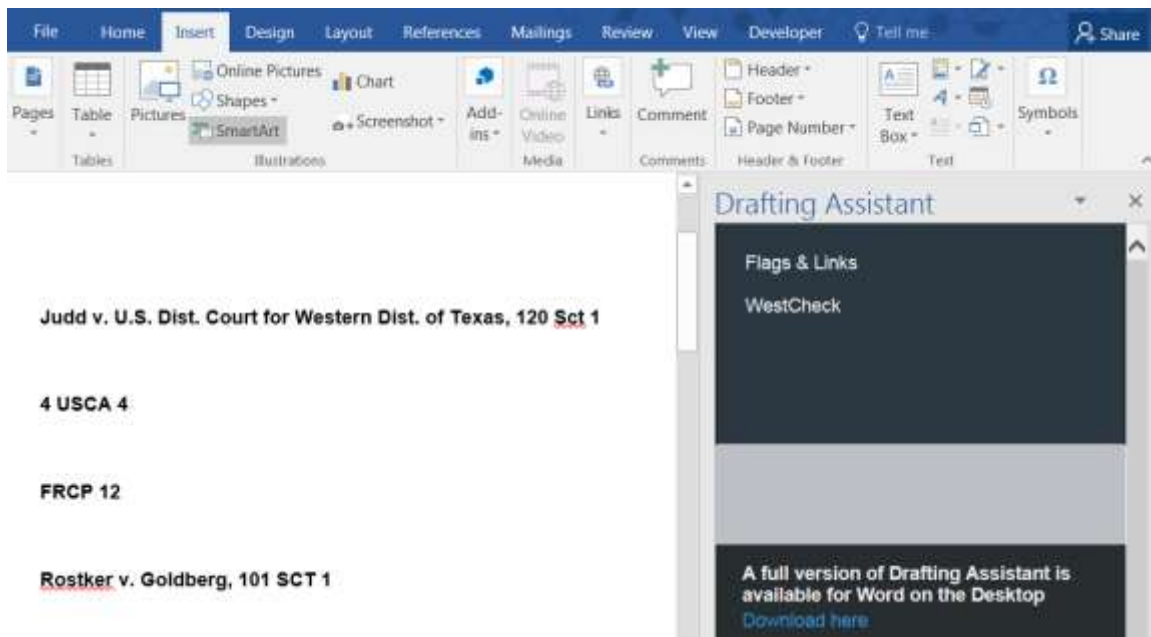 File Home Insert Design Layout References Mailings Review View Developer Tell me Share
Pages
Table
Pictures
Online Pictures
Shapes
SmartArt
Chart
Screenshot
Add-
ins
Online
Video
Links
Comment
Header
Footer
Page Number
Text
Box
Symbols
Tables Illustrations Media Comments Header & Footer Text
Drafting Assistant
Flags & Links
WestCheck
Judd v. U.S. Dist. Court for Western Dist. of Texas, 120 Sct 1
4 USCA 4
FRCP 12
Rostker v. Goldberg, 101 SCT 1
A full version of Drafting Assistant is
available for Word on the Desktop
Download here